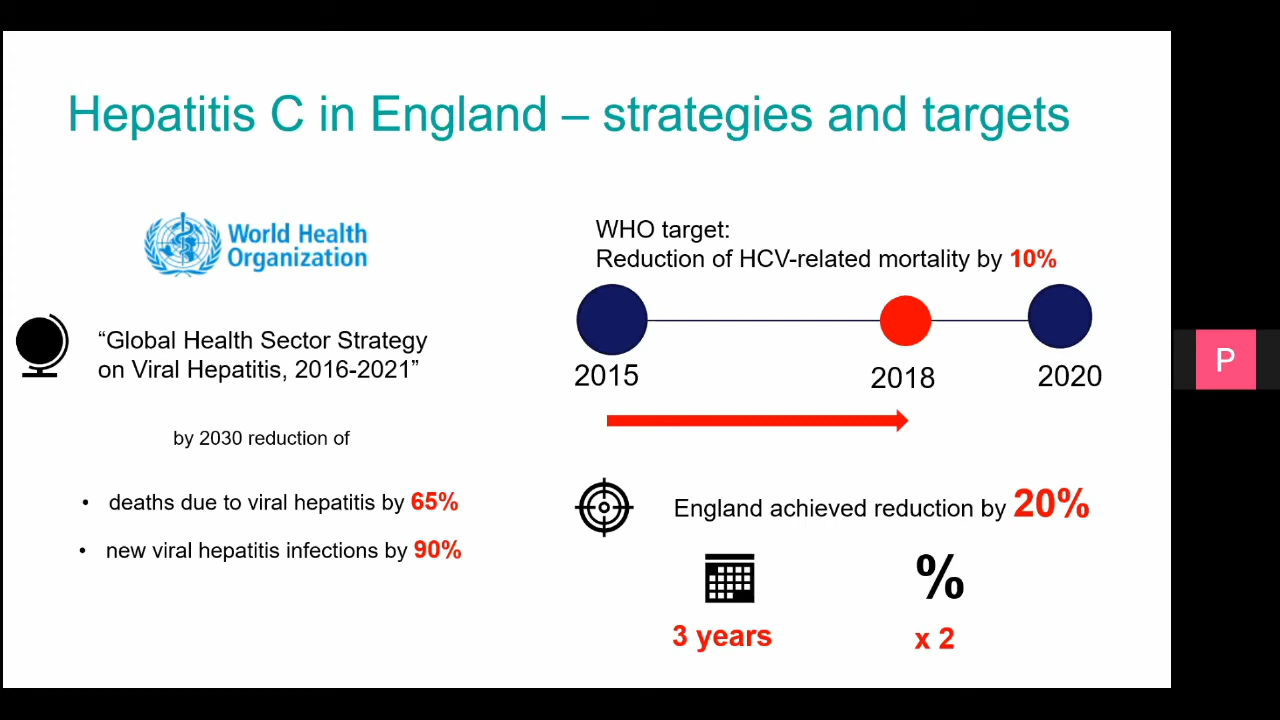 Hepatitis C in England – strategies and targets
World Health
Organization
“Global Health Sector Strategy
on Viral Hepatitis, 2016-2021”
by 2030 reduction of
• deaths due to viral hepatitis by 65%
• new viral hepatitis infections by 90%
WHO target:
Reduction of HCV-related mortality by 10%
2015 2018 2020
England achieved reduction by 20%
%
3 years x 2
P